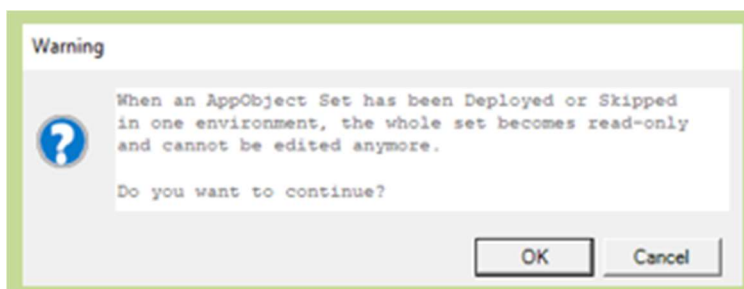 Warning
When an AppObject Set has been Deployed or Skipped
in one environment, the whole set becomes read-only
and cannot be edited anymore.
Do you want to continue?
OK
Cancel